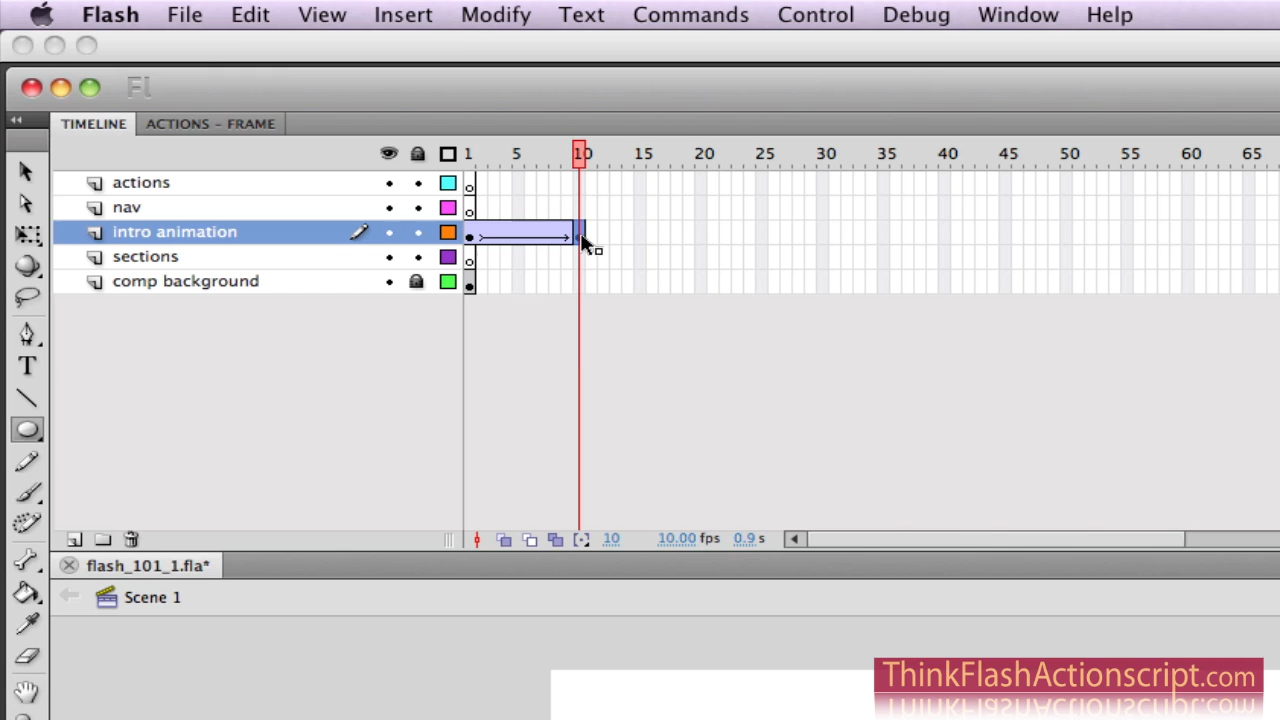 Flash File Edit View Insert Modify Text Commands Control Debug Window Help
Fl
TIMELINE ACTIONS - FRAME
1 5 10 15 20 25 30 35 40 45 50 55 60 65
actions
nav
intro animation
sections
comp background
T
10 10.00 fps 0.9 s
flash_101_1.fla*
Scene 1
ThinkFlashActionscript.com